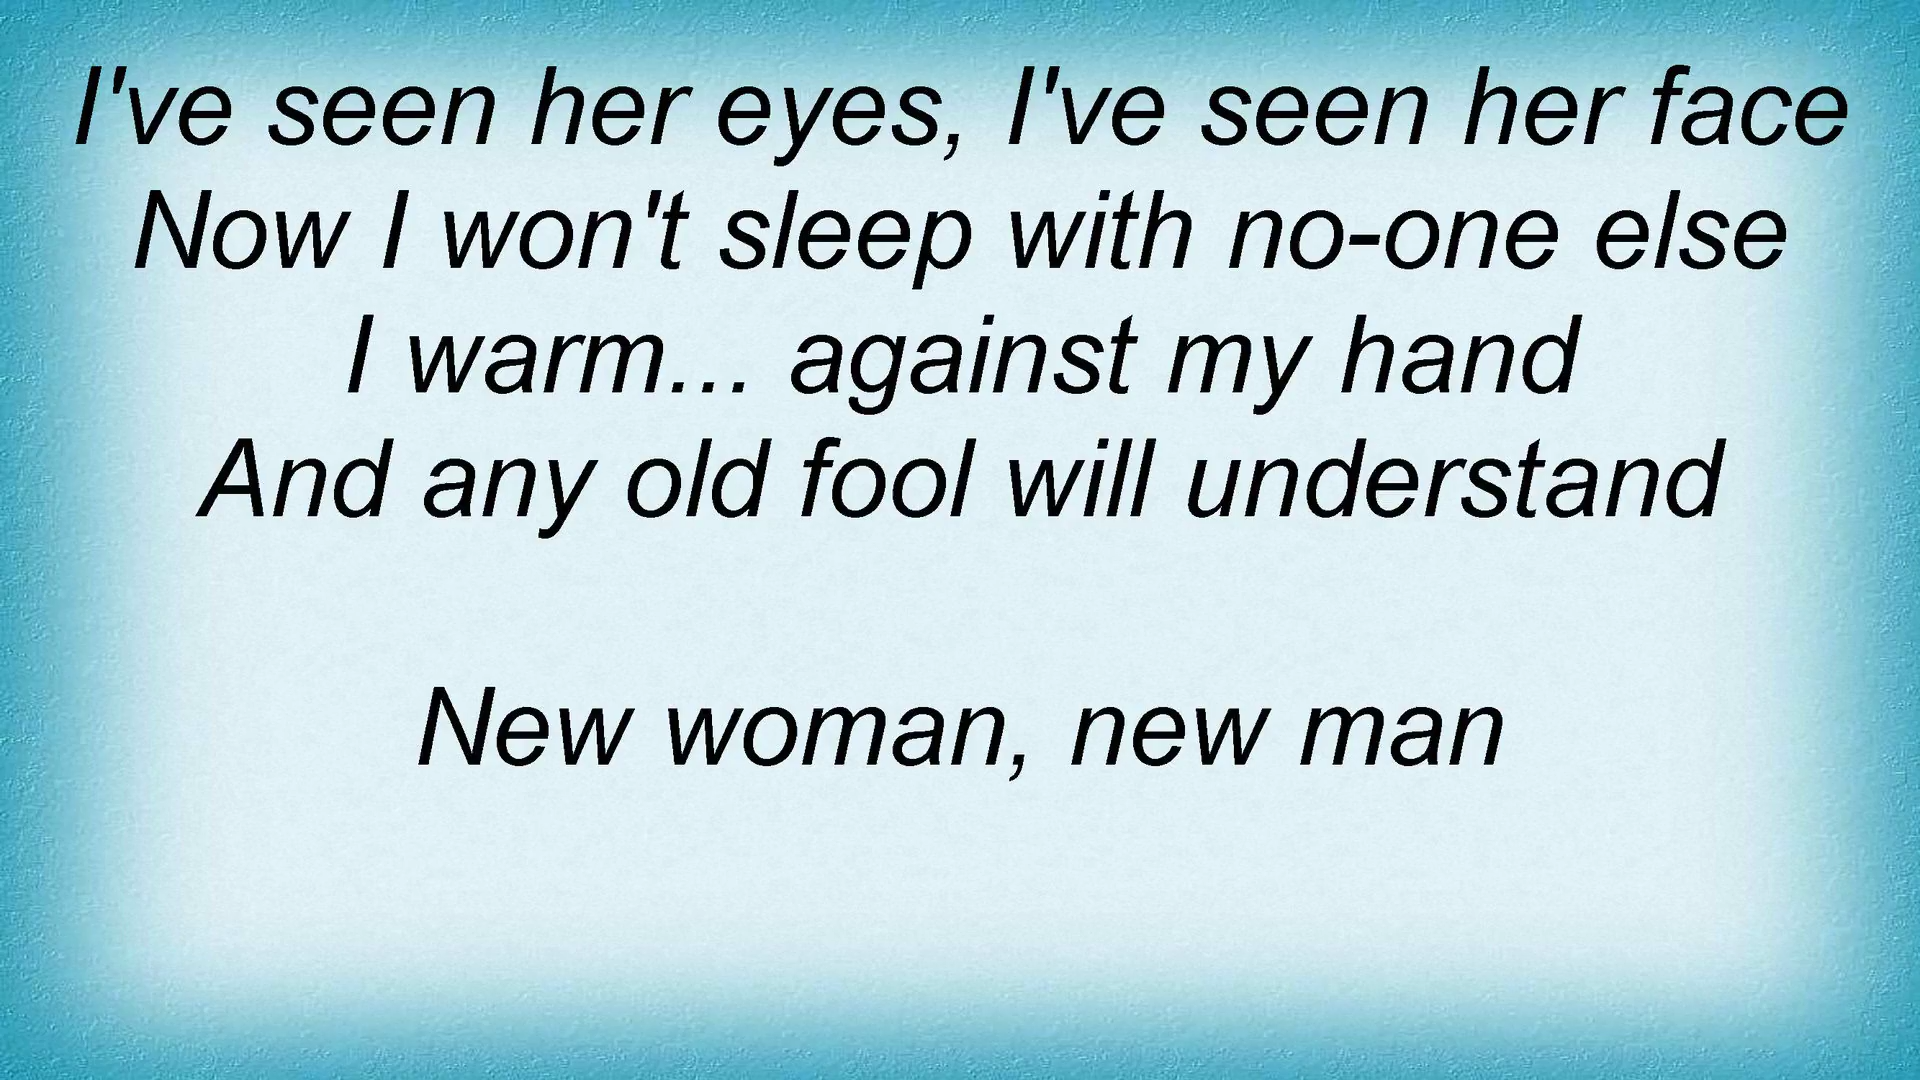 I've seen her eyes, I've seen her face
Now I won't sleep with no-one else
I warm... against my hand
And any old fool will understand
New woman, new man